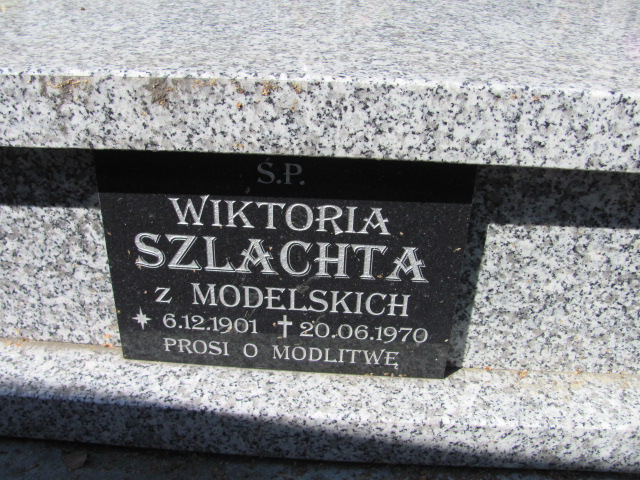 Ś.P.
WIKTORIA
SZLACHTA
Z MODELSKICH
* 6.12.1901 † 20.06.1970
PROSI O MODLITWĘ